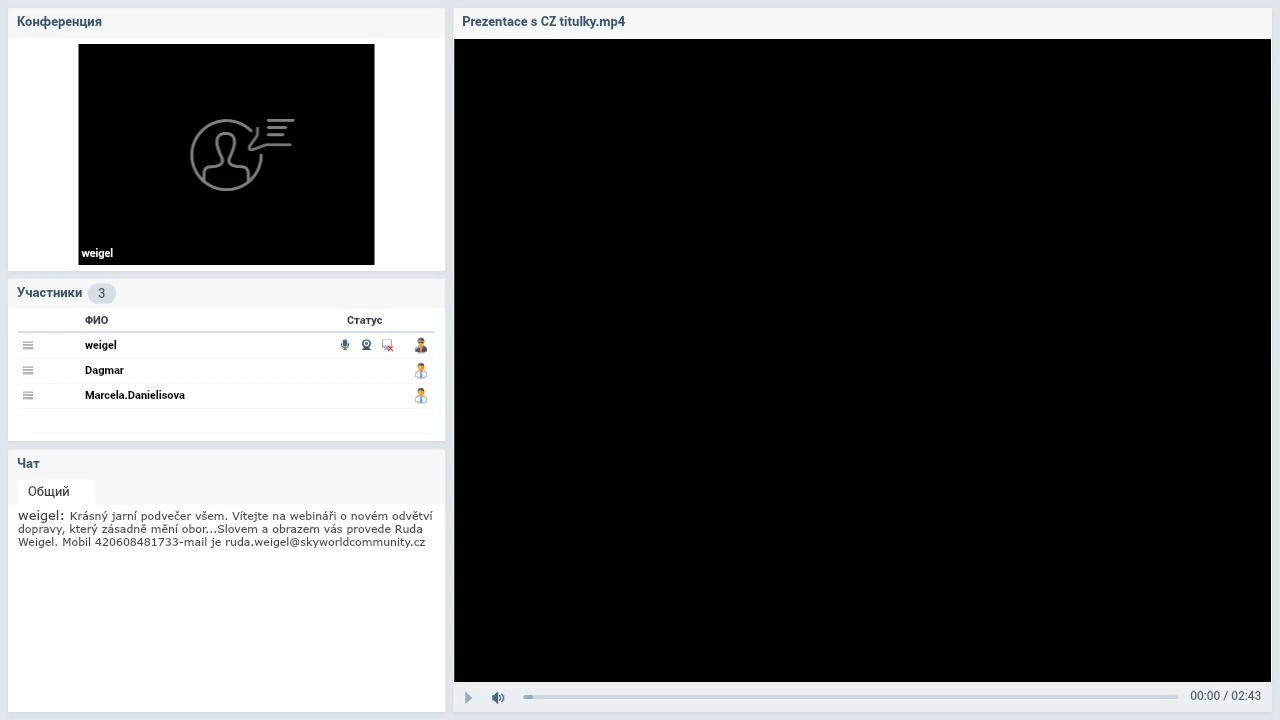 Конференция
weigel
Участники 3
ФИО Статус
weigel
Dagmar
Marcela.Danielisova
Чат
Общий
weigel: Krásný jarní podvečer všem. Vítejte na webináři o novém odvětví
dopravy, který zásadně mění obor...Slovem a obrazem vás provede Ruda
Weigel. Mobil 420608481733-mail je ruda.weigel@skyworldcommunity.cz
Prezentace s CZ titulky.mp4
00:00 / 02:43